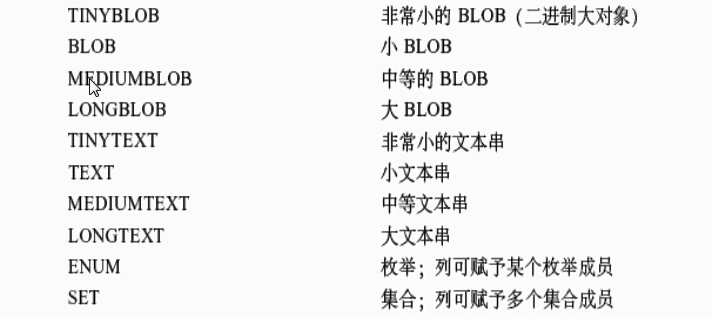 TINYBLOB 非常小的 BLOB（二进制大对象）
BLOB 小 BLOB
MEDIUMBLOB 中等的 BLOB
LONGBLOB 大 BLOB
TINYTEXT 非常小的文本串
TEXT 小文本串
MEDIUMTEXT 中等文本串
LONGTEXT 大文本串
ENUM 枚举；列可赋予某个枚举成员
SET 集合；列可赋予多个集合成员